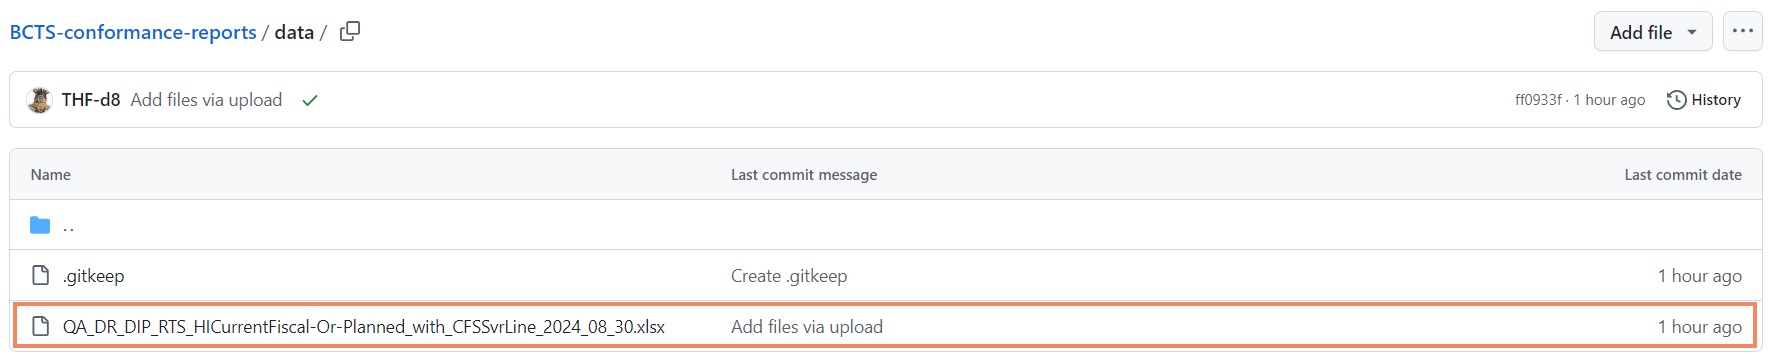 BCTS-conformance-reports / data /
Add file
THF-d8 Add files via upload
ff0933f · 1 hour ago
History
Name Last commit message Last commit date
..
.gitkeep Create .gitkeep 1 hour ago
QA_DR_DIP_RTS_HICurrentFiscal-Or-Planned_with_CFSSvrLine_2024_08_30.xlsx Add files via upload 1 hour ago